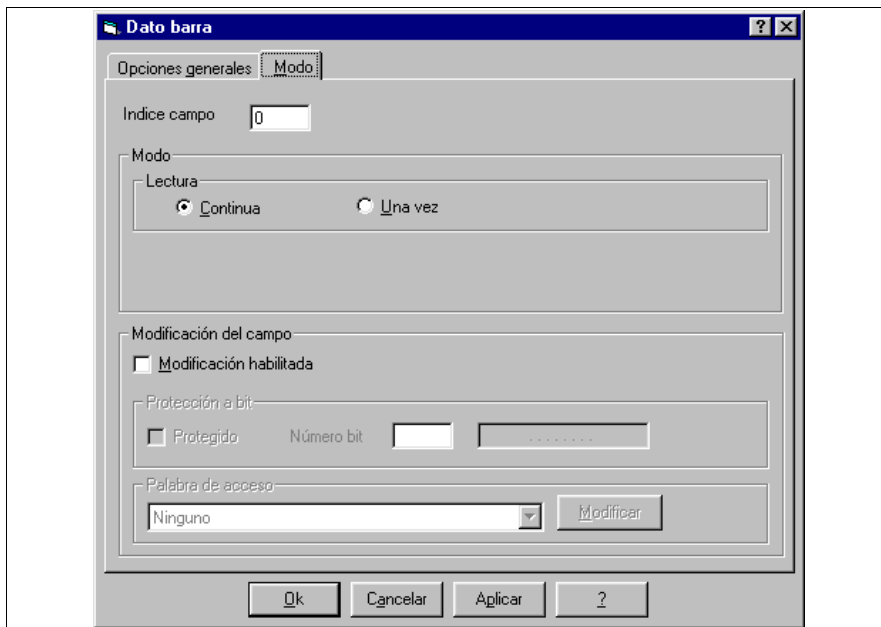 Dato barra
Opciones generales Modo
Indice campo 0
Modo
Lectura
Continua Una vez
Modificación del campo
Modificación habilitada
Protección a bit
Protegido Número bit ........
Palabra de acceso
Ninguno Modificar
Ok Cancelar Aplicar ?